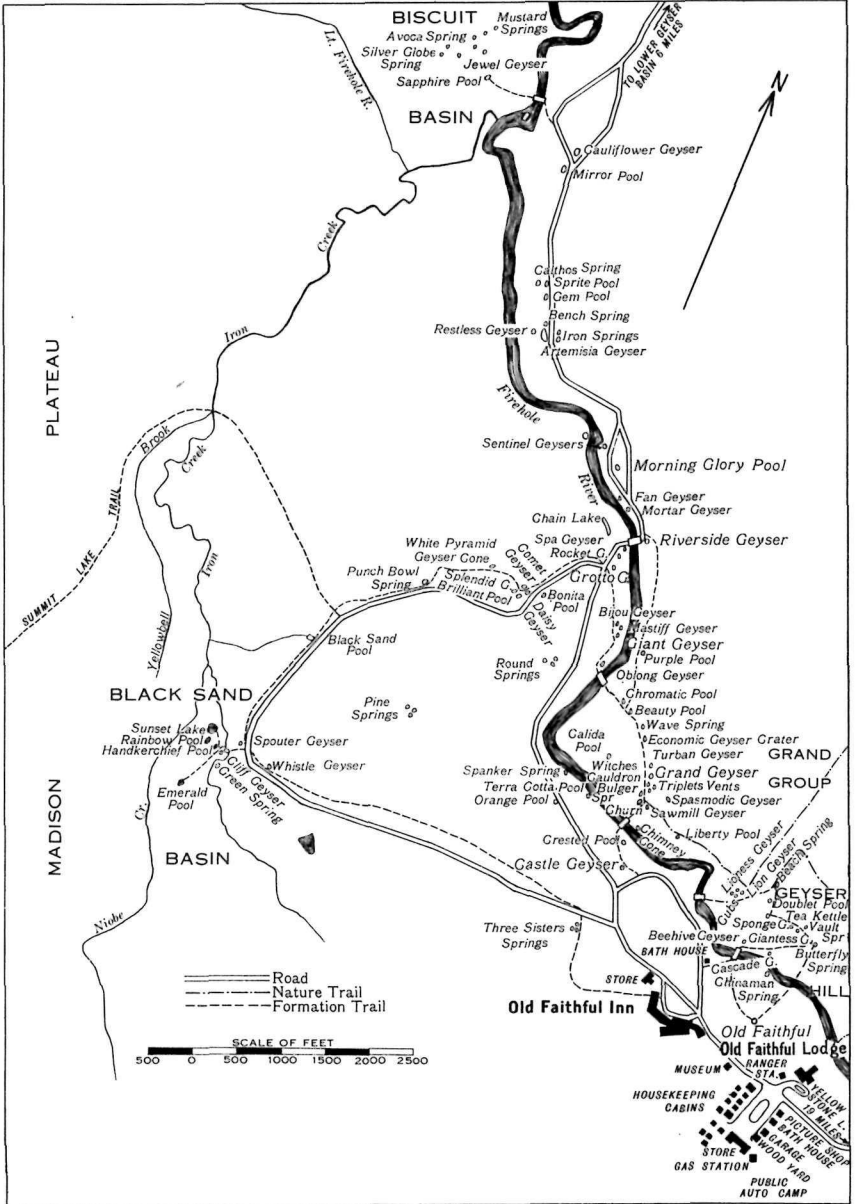 BISCUIT
Mustard
Springs
Avoca Spring
Silver Globe
Spring
Jewel Geyser
Sapphire Pool
BASIN
Lt. Firehole R.
TO LOWER GEYSER
BASIN 6 MILES
N
Cauliflower Geyser
Mirror Pool
Creek
Iron
Calthos Spring
Sprite Pool
Gem Pool
Bench Spring
Restless Geyser
Iron Springs
Artemisia Geyser
PLATEAU
Firehole
River
Sentinel Geysers
Morning Glory Pool
Fan Geyser
Mortar Geyser
Chain Lake
Spa Geyser
Rocket G.
Riverside Geyser
Grotto G.
Brook
Creek
Iron
SUMMIT LAKE TRAIL
White Pyramid
Geyser Cone
Comet
Geyser
Punch Bowl
Spring
Splendid G.
Brilliant Pool
Daisy
Geyser
Bonita
Pool
Bijou Geyser
Mastiff Geyser
Giant Geyser
Purple Pool
Yellowbell
Black Sand
Pool
Round
Springs
Oblong Geyser
Chromatic Pool
Beauty Pool
BLACK SAND
Pine
Springs
Wave Spring
Economic Geyser Crater
Calida
Pool
Turban Geyser
GRAND
Sunset Lake
Rainbow Pool
Handkerchief Pool
Spouter Geyser
Whistle Geyser
Cliff Geyser
Green Spring
Emerald
Pool
Witches
Cauldron
Spanker Spring
Grand Geyser
GROUP
Terra Cotta Pool
Bulger
Spr
Triplets Vents
Orange Pool
Spasmodic Geyser
Churn
Sawmill Geyser
MADISON
Cr.
BASIN
Crested Pool
Chimney
Cone
Liberty Pool
Castle Geyser
Lioness Geyser
Lion Geyser
Beach Spring
Cubs
GEYSER
Doublet Pool
Tea Kettle
Sponge G.
Vault
Spr
Niobe
Three Sisters
Springs
Beehive Geyser
Giantess G.
BATH HOUSE
Butterfly
Spring
Cascade G.
Chinaman
Spring
HILL
Road
Nature Trail
Formation Trail
STORE
Old Faithful Inn
Old Faithful
Old Faithful Lodge
SCALE OF FEET
500 0 500 1000 1500 2000 2500
MUSEUM
RANGER
STA.
HOUSEKEEPING
CABINS
YELLOW
STONE L.
19 MILES
PICTURE SHOP
BATH HOUSE
GARAGE
WOOD YARD
STORE
GAS STATION
PUBLIC
AUTO CAMP